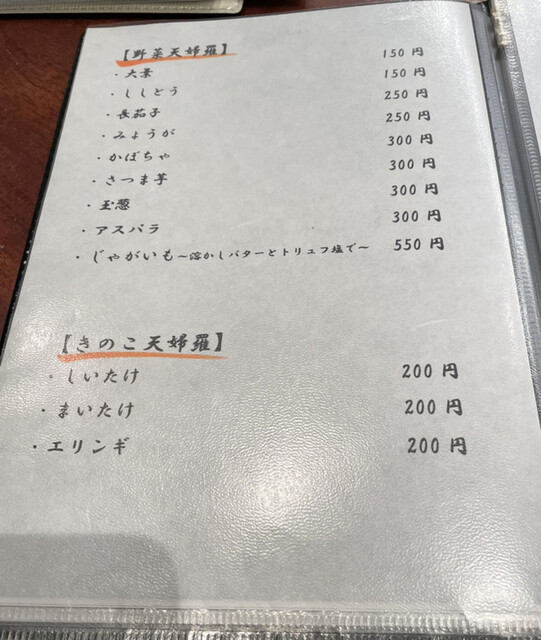 【野菜天婦羅】
・大葉 150円
・ししとう 150円
・長茄子 250円
・みょうが 250円
・かぼちゃ 300円
・さつま芋 300円
・玉葱 300円
・アスパラ 300円
・じゃがいも～溶かしバターとトリュフ塩で～ 550円
【きのこ天婦羅】
・しいたけ 200円
・まいたけ 200円
・エリンギ 200円